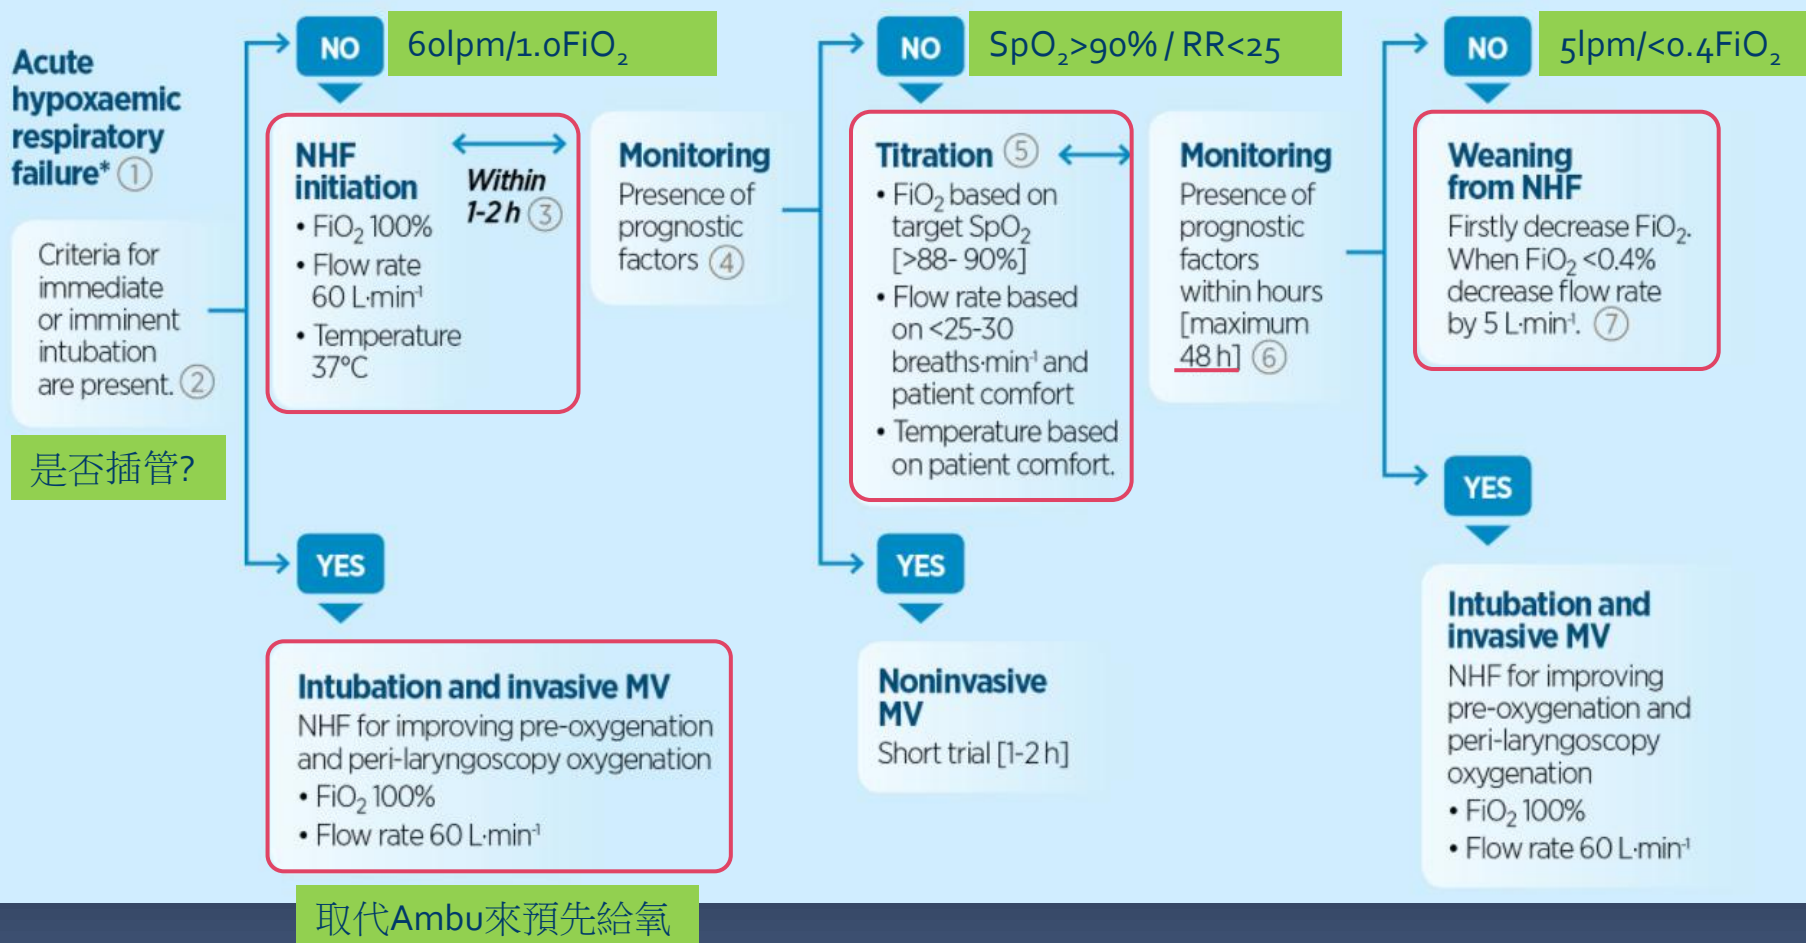 Acute
hypoxaemic
respiratory
failure* ①
Criteria for
immediate
or imminent
intubation
are present. ②
是否插管?
NO
60lpm/1.0FiO₂
NHF
initiation
• FiO₂ 100%
• Flow rate
60 L·min⁻¹
• Temperature
37°C
Within
1-2 h ③
YES
Intubation and invasive MV
NHF for improving pre-oxygenation
and peri-laryngoscopy oxygenation
• FiO₂ 100%
• Flow rate 60 L·min⁻¹
取代Ambu來預先給氧
Monitoring
Presence of
prognostic
factors ④
NO
SpO₂>90% / RR<25
Titration ⑤
• FiO₂ based on
target SpO₂
[>88- 90%]
• Flow rate based
on <25-30
breaths·min⁻¹ and
patient comfort
• Temperature based
on patient comfort.
YES
Noninvasive
MV
Short trial [1-2 h]
Monitoring
Presence of
prognostic
factors
within hours
[maximum
48 h] ⑥
NO
5lpm/<0.4FiO₂
Weaning
from NHF
Firstly decrease FiO₂.
When FiO₂ <0.4%
decrease flow rate
by 5 L·min⁻¹. ⑦
YES
Intubation and
invasive MV
NHF for improving
pre-oxygenation and
peri-laryngoscopy
oxygenation
• FiO₂ 100%
• Flow rate 60 L·min⁻¹